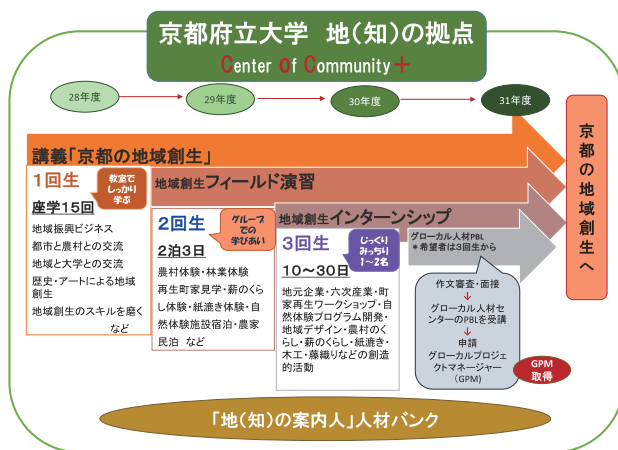 京都府立大学 地(知)の拠点
Center of Community+
28年度
29年度
30年度
31年度
講義「京都の地域創生」
1回生
教室で
しっかり
学ぶ
座学15回
地域振興ビジネス
都市と農村との交流
地域と大学との交流
歴史・アートによる地域
創生
地域創生のスキルを磨く
など
地域創生フィールド演習
2回生
グループ
での
学びあい
2泊3日
農村体験・林業体験
再生町家見学・薪のくら
し体験・紙漉き体験・自
然体験施設宿泊・農家
民泊 など
地域創生インターンシップ
3回生
じっくり
みっちり
1~2名
10~30日
地元企業・六次産業・町
家再生ワークショップ・自
然体験プログラム開発・
地域デザイン・農村のく
らし・薪のくらし・紙漉き・
木工・藤織りなどの創造
的活動
グローカル人材PBL
*希望者は3回生から
作文審査・面接
↓
グローカル人材セ
ンターのPBLを受講
↓
申請
グローカルプロジェ
クトマネージャー
(GPM)
GPM
取得
京都の地域創生へ
「地(知)の案内人」人材バンク